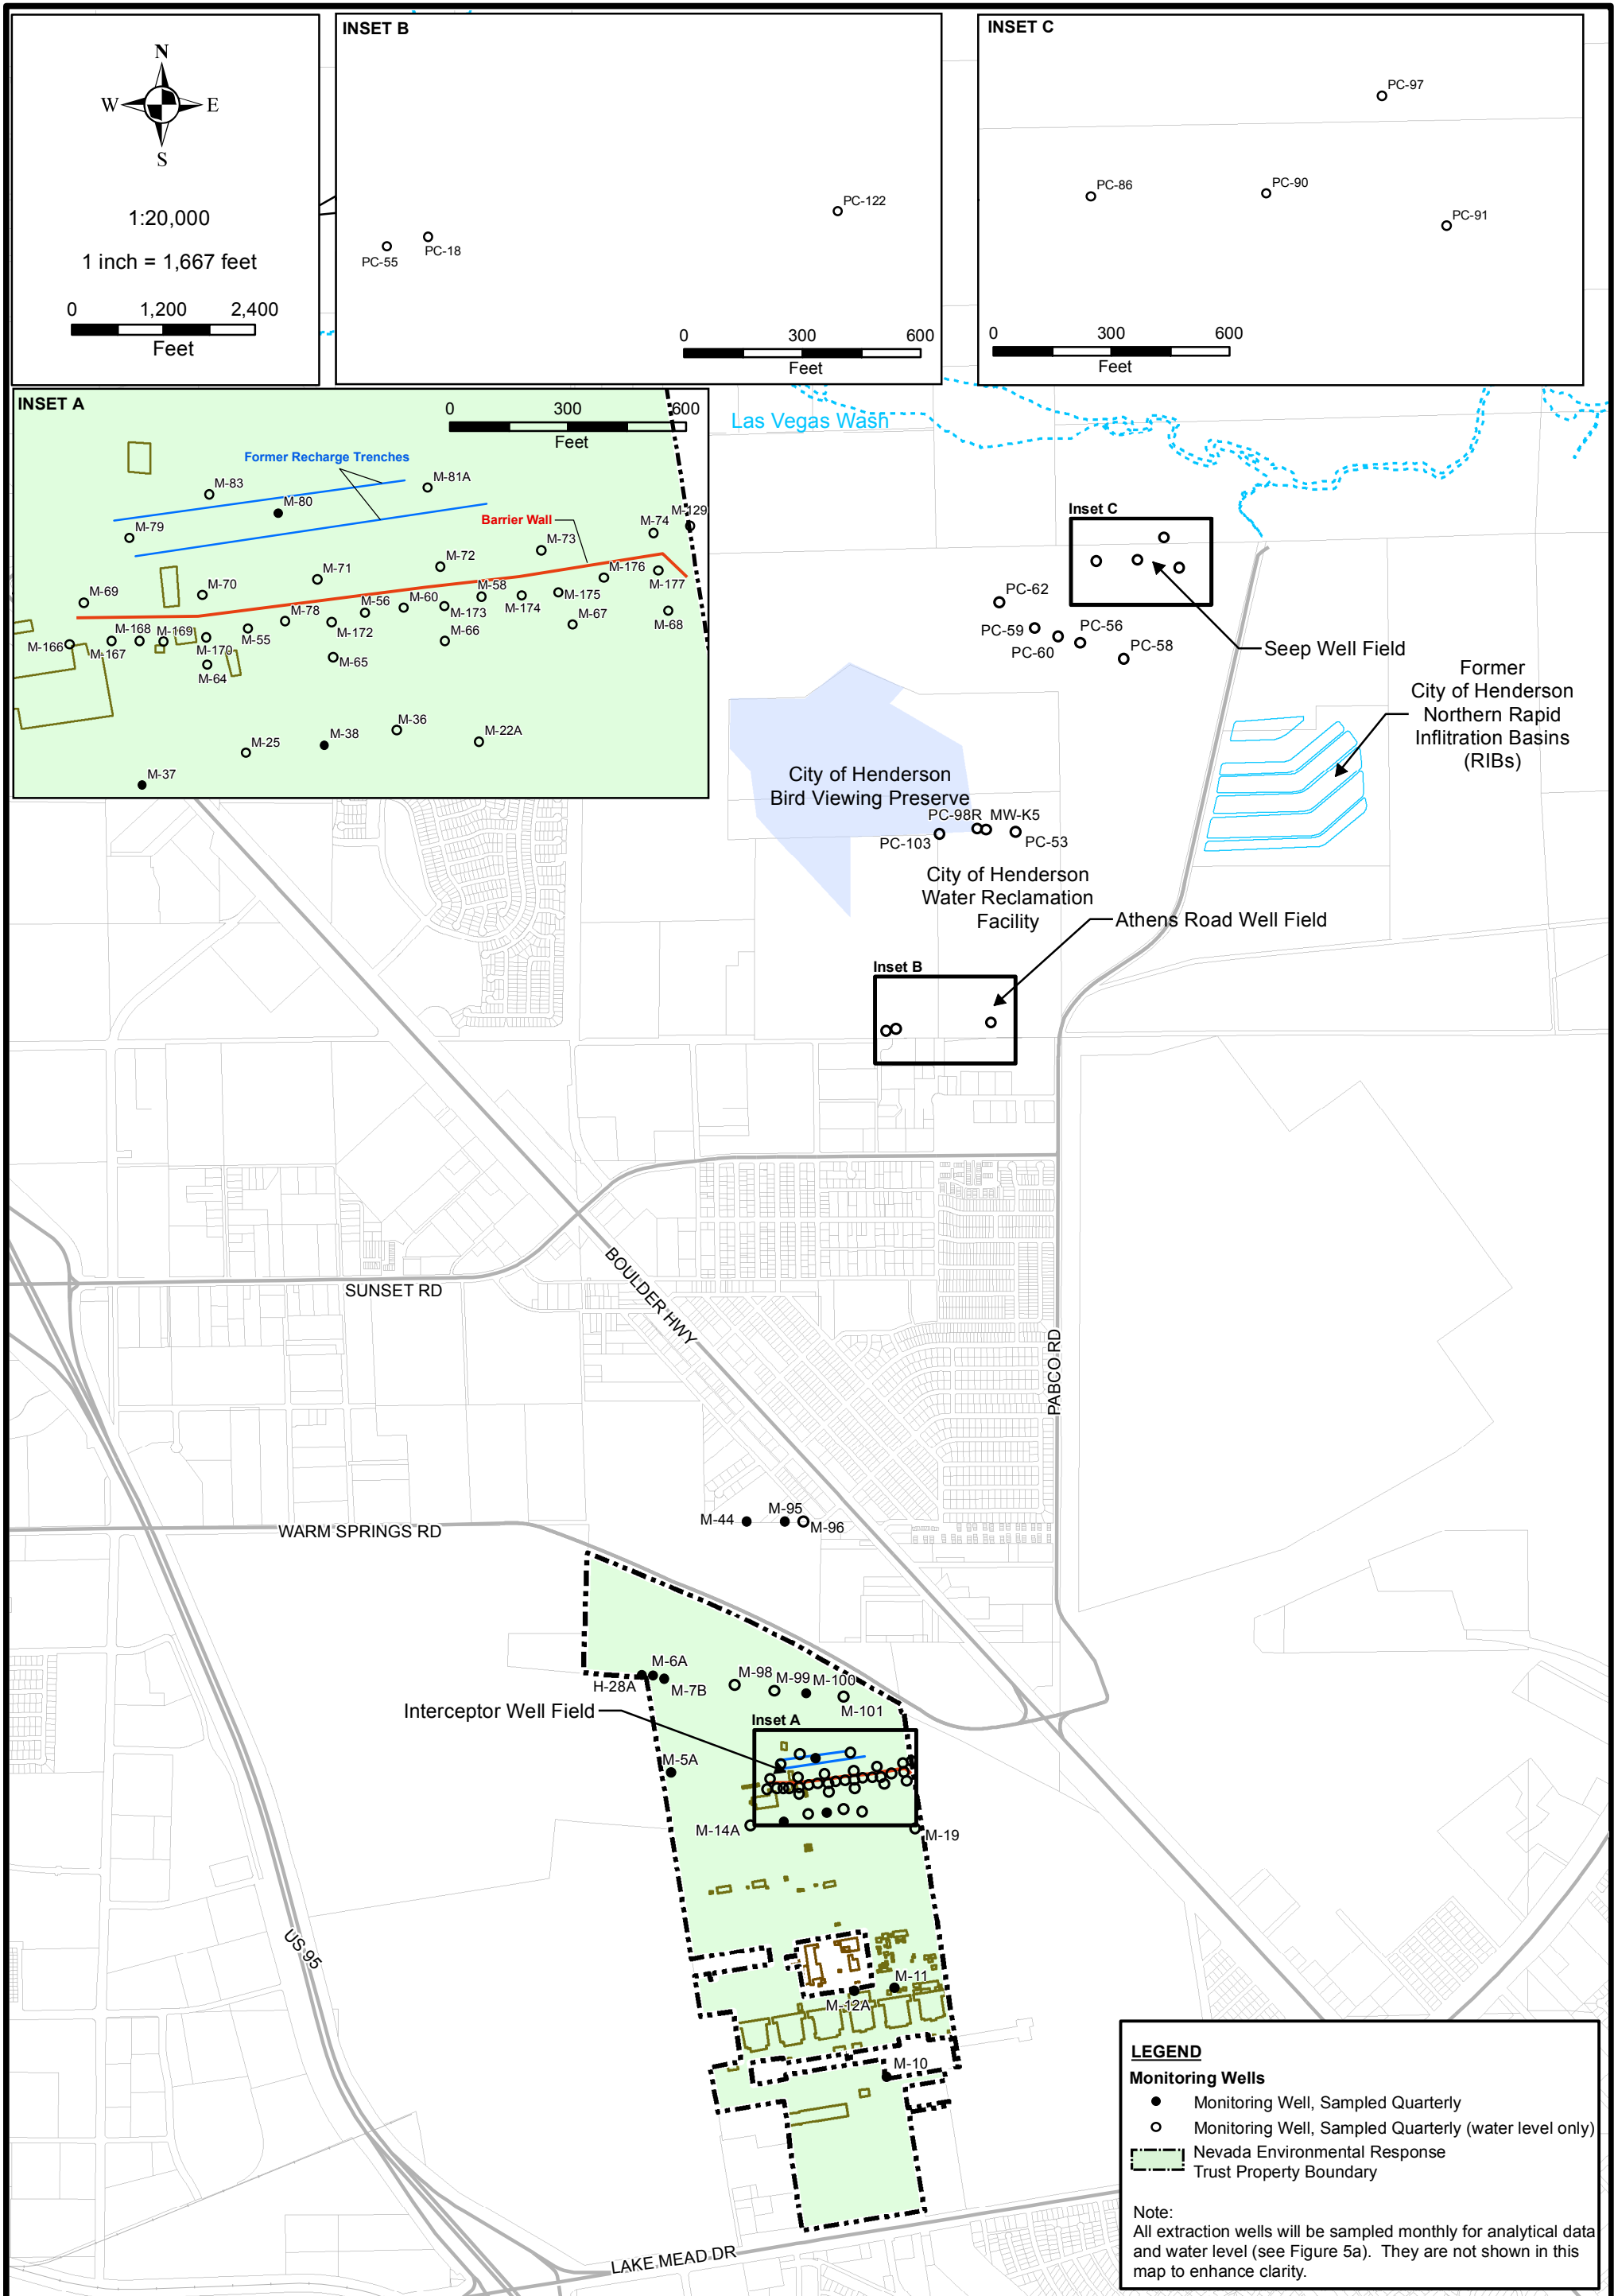 N
W
E
S
1:20,000
1 inch = 1,667 feet
0 1,200 2,400
Feet
INSET B
PC-122
PC-18
PC-55
0 300 600
Feet
INSET C
PC-97
PC-86
PC-90
PC-91
0 300 600
Feet
INSET A
0 300 600
Feet
Former Recharge Trenches
M-83
M-81A
M-80
M-79
Barrier Wall
M-74
M-129
M-73
M-72
M-71
M-70
M-69
M-176
M-177
M-58
M-175
M-174
M-60
M-173
M-56
M-78
M-172
M-67
M-68
M-168
M-169
M-55
M-166
M-167
M-170
M-66
M-65
M-64
M-36
M-38
M-22A
M-25
M-37
Las Vegas Wash
Inset C
PC-62
PC-59
PC-56
PC-60
PC-58
Seep Well Field
Former
City of Henderson
Northern Rapid
Inflitration Basins
(RIBs)
City of Henderson
Bird Viewing Preserve
PC-98R
MW-K5
PC-103
PC-53
City of Henderson
Water Reclamation
Facility
Athens Road Well Field
Inset B
SUNSET RD
BOULDER HWY
PABCO RD
WARM SPRINGS RD
M-44
M-95
M-96
M-6A
H-28A
M-7B
M-98
M-99
M-100
M-101
Interceptor Well Field
Inset A
M-5A
M-14A
M-19
US 95
M-11
M-12A
M-10
LAKE MEAD DR
LEGEND
Monitoring Wells
Monitoring Well, Sampled Quarterly
Monitoring Well, Sampled Quarterly (water level only)
Nevada Environmental Response
Trust Property Boundary
Note:
All extraction wells will be sampled monthly for analytical data
and water level (see Figure 5a). They are not shown in this
map to enhance clarity.